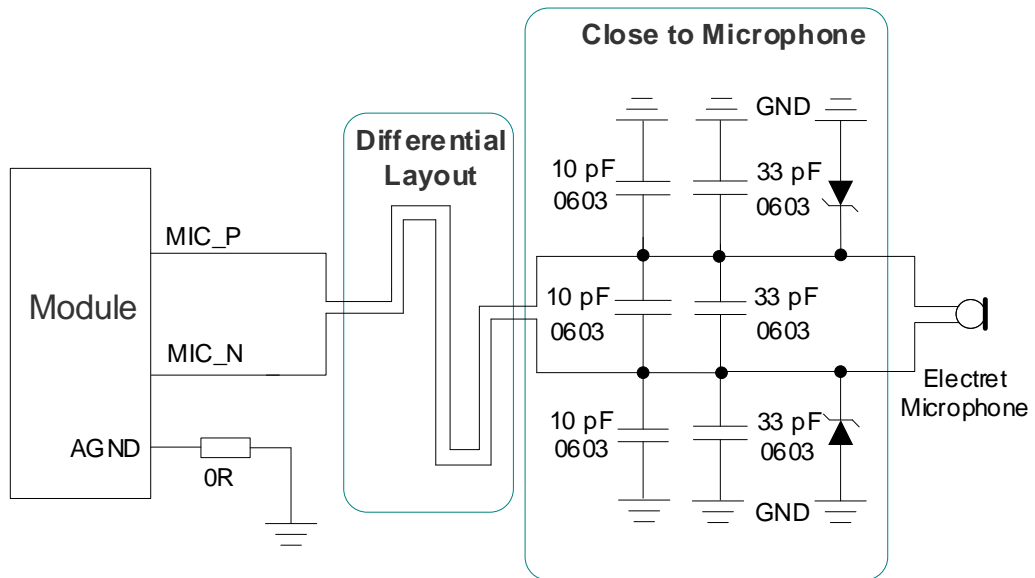 Close to Microphone
GND
Differential
Layout
10 pF
0603
33 pF
0603
MIC_P
Module
10 pF
0603
33 pF
0603
MIC_N
Electret
Microphone
10 pF
0603
33 pF
0603
AGND
0R
GND